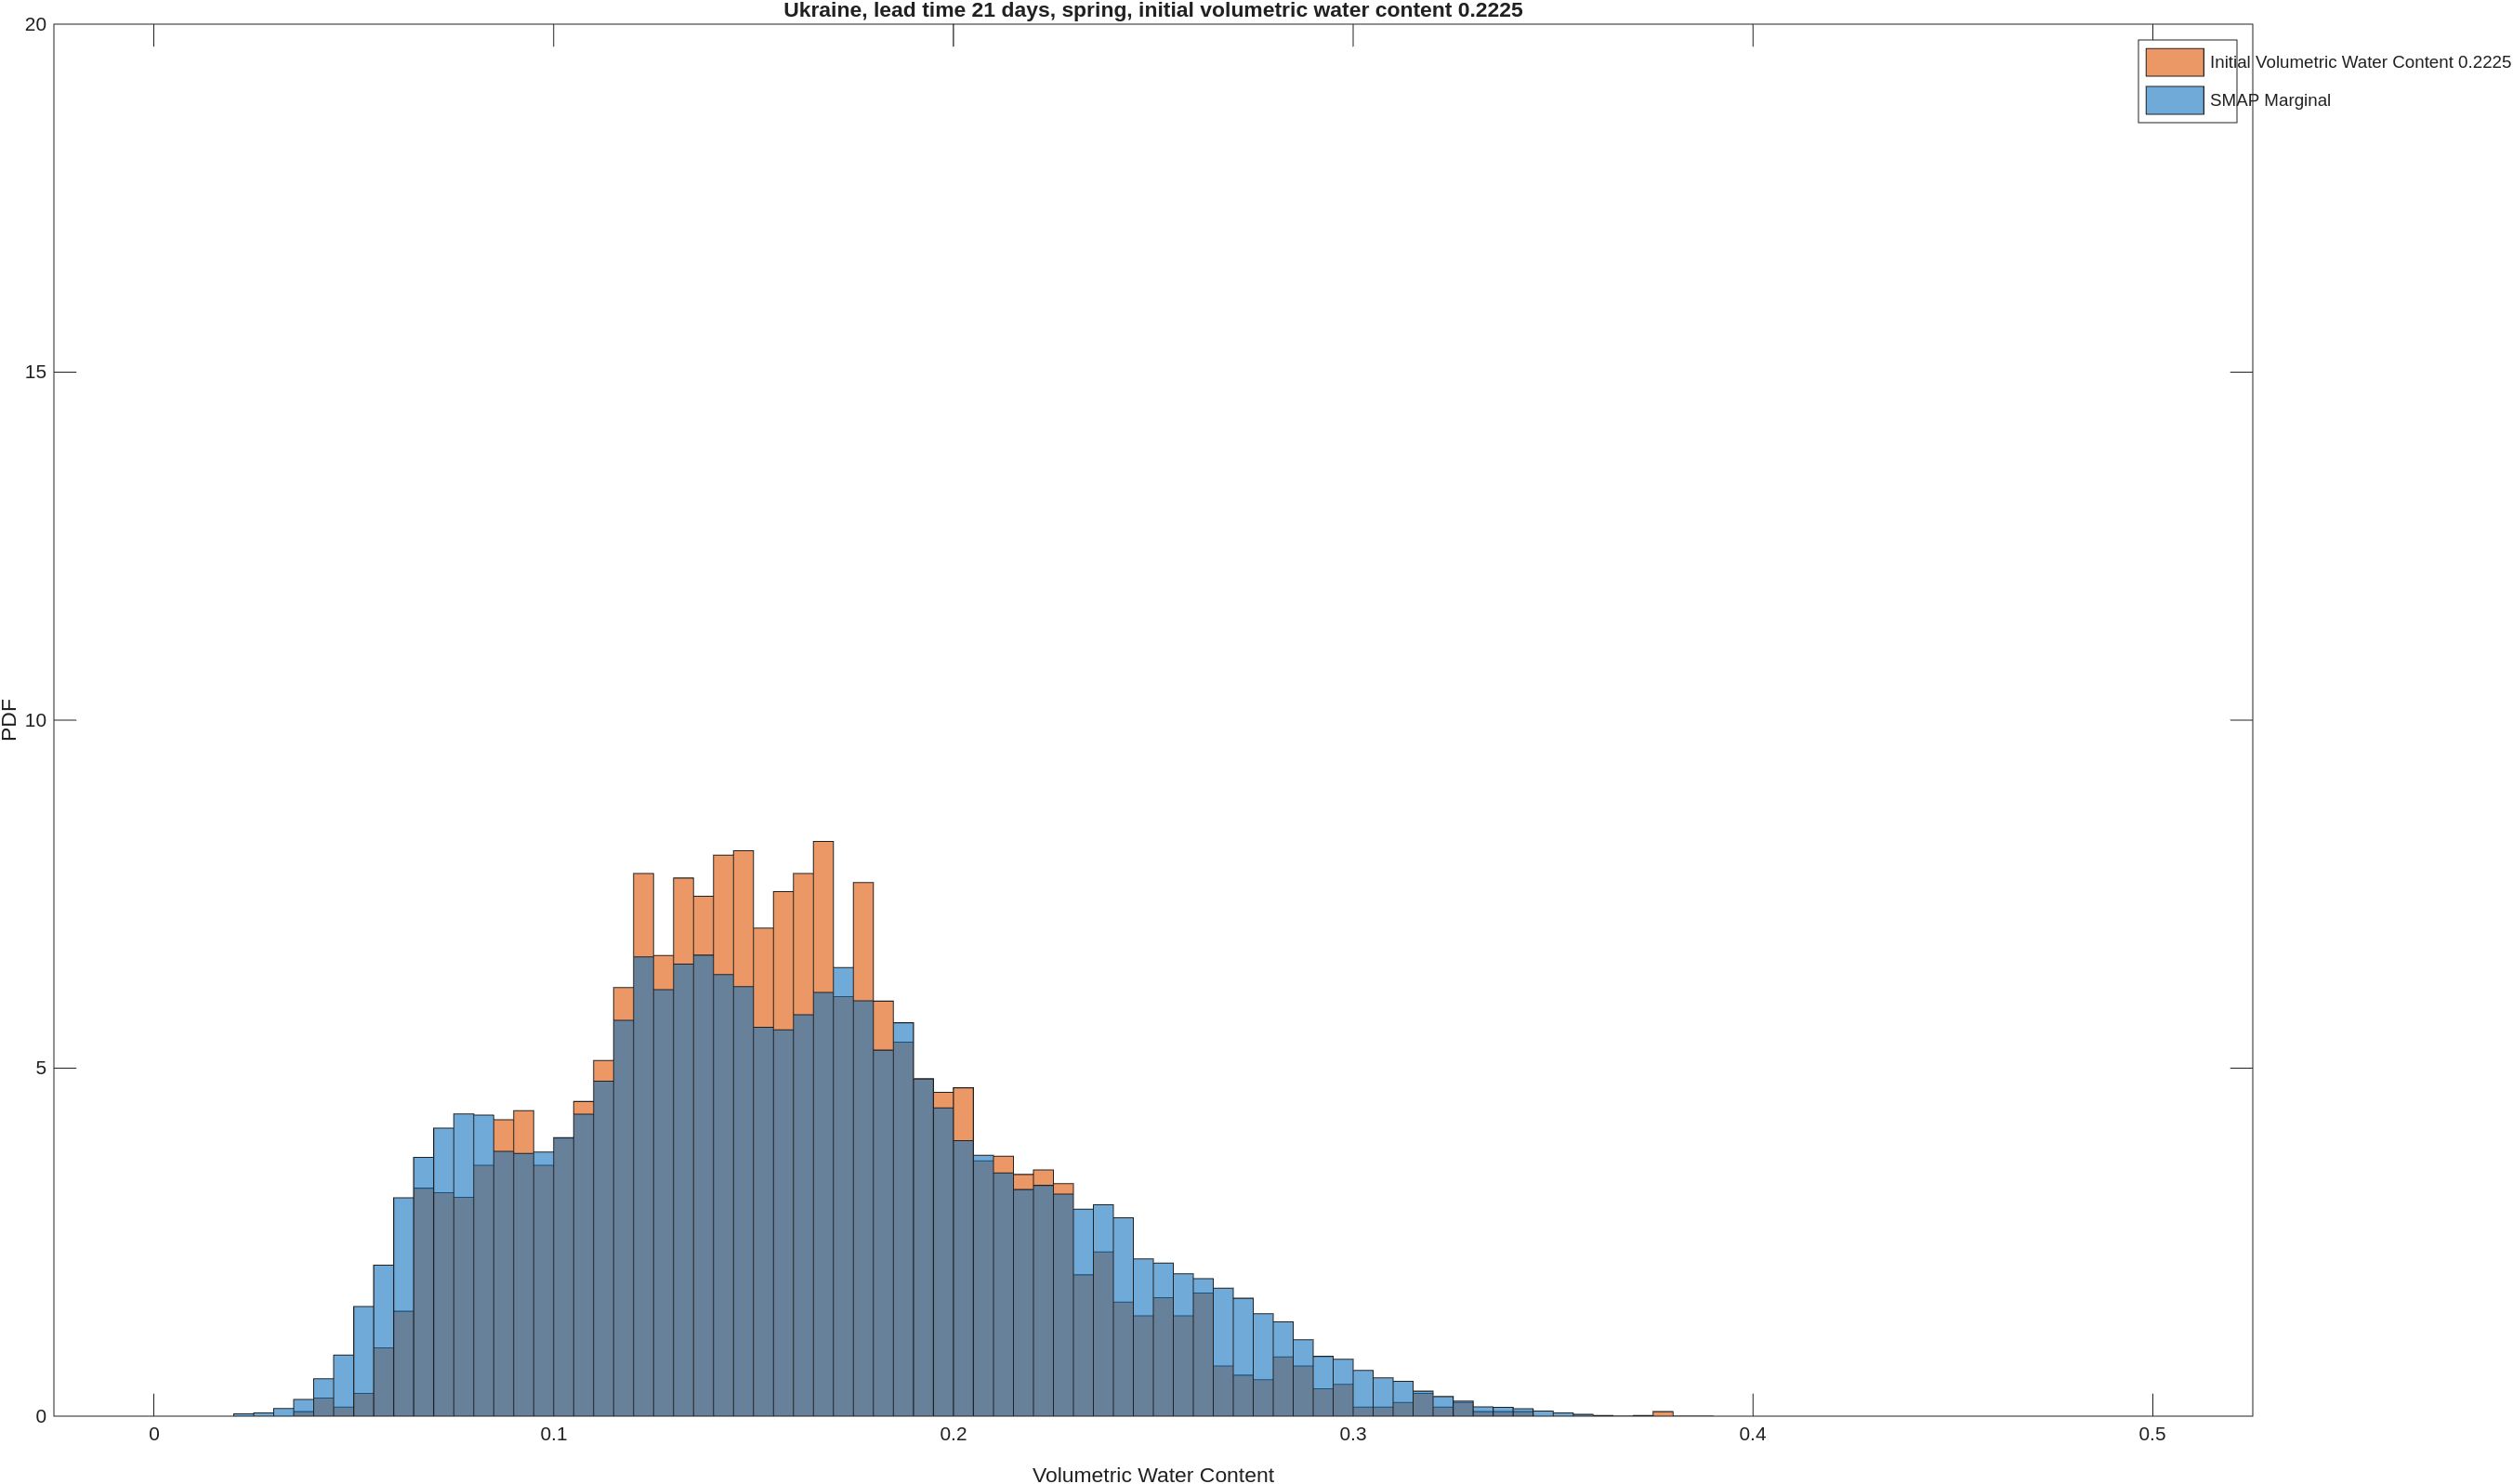 Ukraine, lead time 21 days, spring, initial volumetric water content 0.2225
Initial Volumetric Water Content 0.2225
SMAP Marginal
20
15
10
5
0
PDF
0 0.1 0.2 0.3 0.4 0.5
Volumetric Water Content